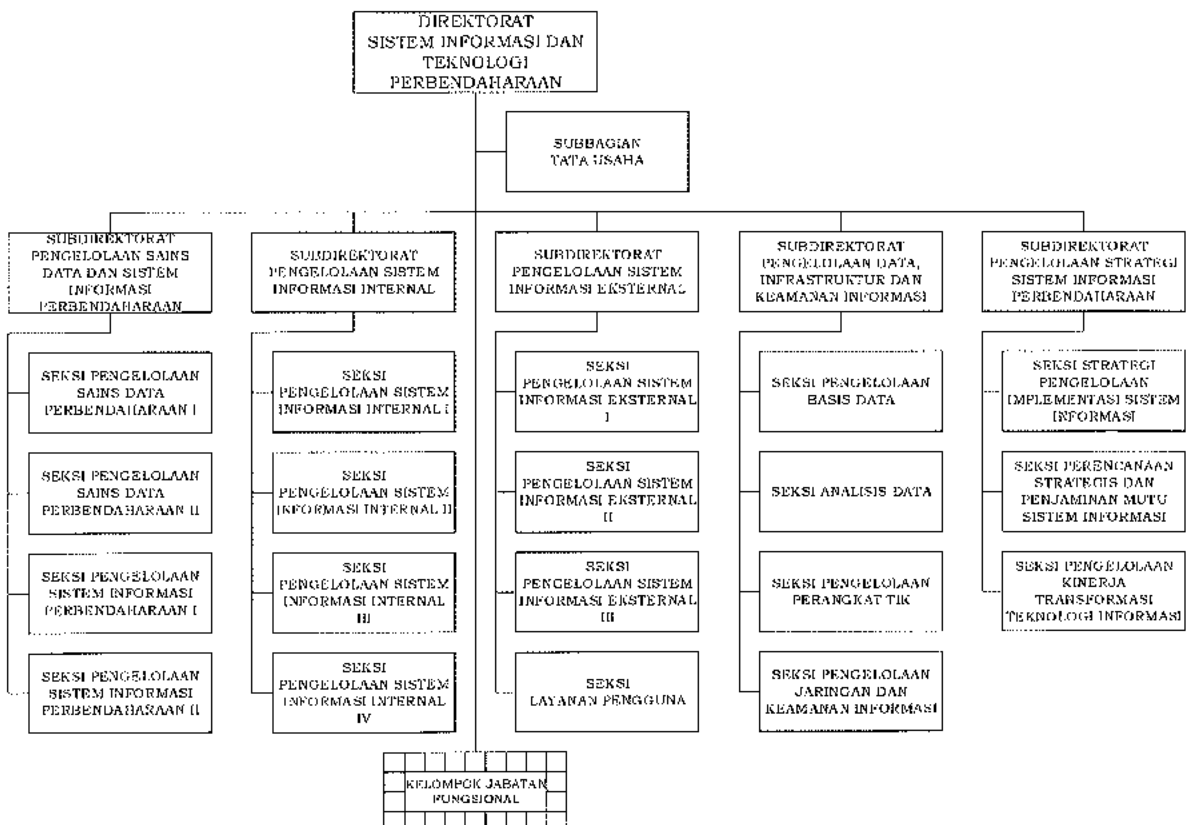 DIREKTORAT
SISTEM INFORMASI DAN
TEKNOLOGI
PERBENDAHARAAN
SUBBAGIAN
TATA USAHA
SUBDIREKTORAT
PENGELOLAAN SAINS
DATA DAN SISTEM
INFORMASI
PERBENDAHARAAN
SUBDIREKTORAT
PENGELOLAAN SISTEM
INFORMASI INTERNAL
SUBDIREKTORAT
PENGELOLAAN SISTEM
INFORMASI EKSTERNAL
SUBDIREKTORAT
PENGELOLAAN DATA,
INFRASTRUKTUR DAN
KEAMANAN INFORMASI
SUBDIREKTORAT
PENGELOLAAN STRATEGI
SISTEM INFORMASI
PERBENDAHARAAN
SEKSI PENGELOLAAN
SAINS DATA
PERBENDAHARAAN I
SEKSI
PENGELOLAAN SISTEM
INFORMASI INTERNAL I
SEKSI
PENGELOLAAN SISTEM
INFORMASI EKSTERNAL
I
SEKSI PENGELOLAAN
BASIS DATA
SEKSI STRATEGI
PENGELOLAAN
IMPLEMENTASI SISTEM
INFORMASI
SEKSI PENGELOLAAN
SAINS DATA
PERBENDAHARAAN II
SEKSI
PENGELOLAAN SISTEM
INFORMASI INTERNAL II
SEKSI
PENGELOLAAN SISTEM
INFORMASI EKSTERNAL
II
SEKSI ANALISIS DATA
SEKSI PERENCANAAN
STRATEGIS DAN
PENJAMINAN MUTU
SISTEM INFORMASI
SEKSI PENGELOLAAN
SISTEM INFORMASI
PERBENDAHARAAN I
SEKSI
PENGELOLAAN SISTEM
INFORMASI INTERNAL
III
SEKSI
PENGELOLAAN SISTEM
INFORMASI EKSTERNAL
III
SEKSI PENGELOLAAN
PERANGKAT TIK
SEKSI PENGELOLAAN
KINERJA
TRANSFORMASI
TEKNOLOGI INFORMASI
SEKSI PENGELOLAAN
SISTEM INFORMASI
PERBENDAHARAAN II
SEKSI
PENGELOLAAN SISTEM
INFORMASI INTERNAL
IV
SEKSI
LAYANAN PENGGUNA
SEKSI PENGELOLAAN
JARINGAN DAN
KEAMANAN INFORMASI
KELOMPOK JABATAN
FUNGSIONAL